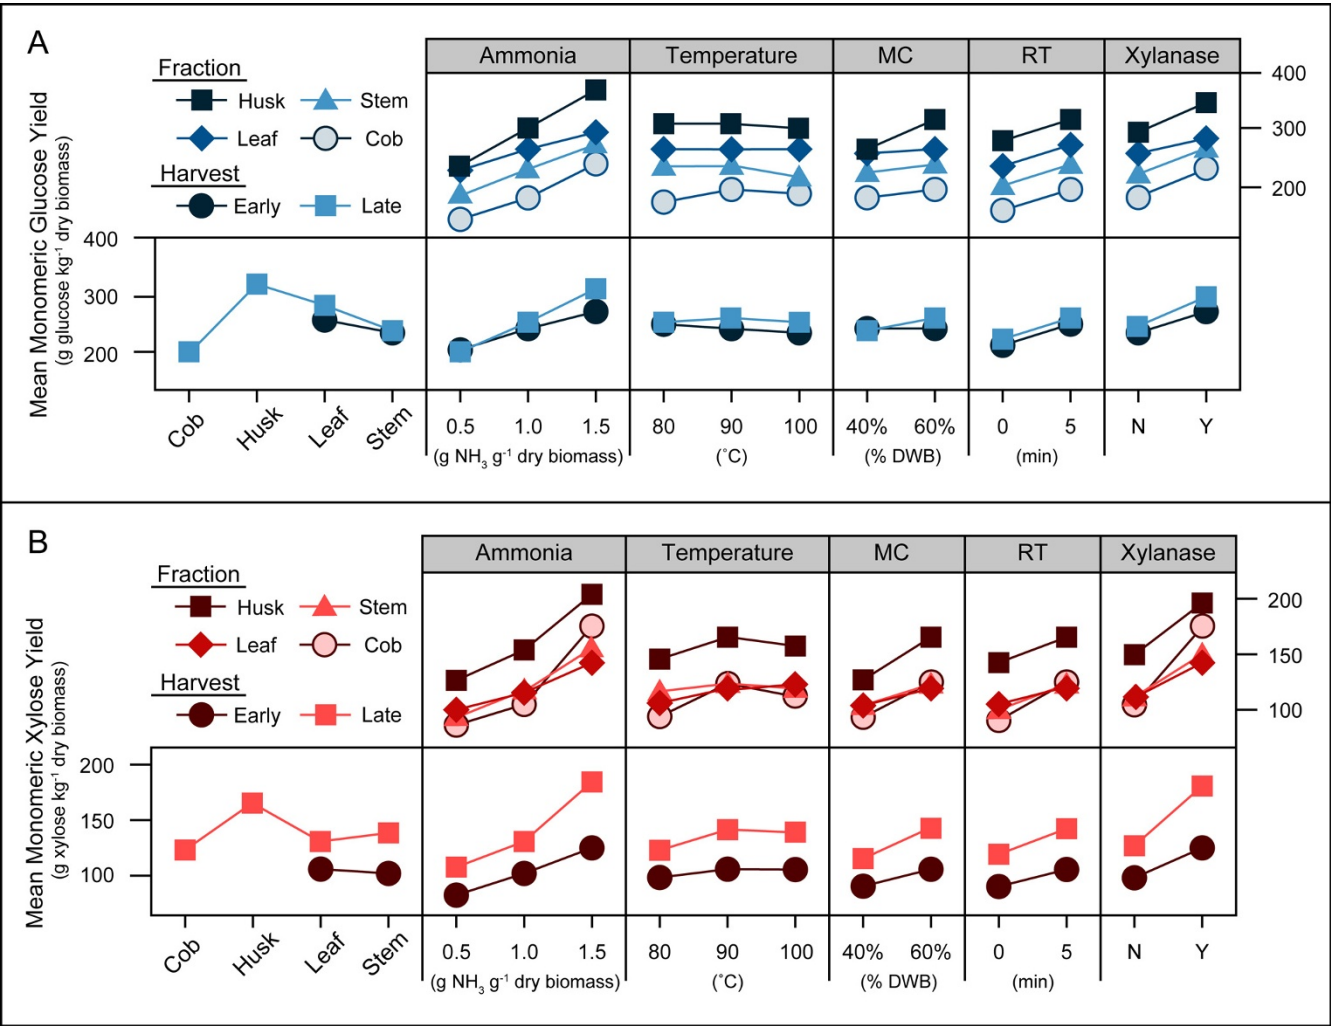 A
Ammonia Temperature MC RT Xylanase
Fraction
Husk Stem
Leaf Cob
Harvest
Early Late
400
300
200
Mean Monomeric Glucose Yield
(g glucose kg⁻¹ dry biomass)
400
300
200
Cob Husk Leaf Stem
0.5 1.0 1.5 80 90 100 40% 60% 0 5 N Y
(g NH₃ g⁻¹ dry biomass) (˚C) (% DWB) (min)
B
Ammonia Temperature MC RT Xylanase
Fraction
Husk Stem
Leaf Cob
Harvest
Early Late
200
150
100
Mean Monomeric Xylose Yield
(g xylose kg⁻¹ dry biomass)
200
150
100
Cob Husk Leaf Stem
0.5 1.0 1.5 80 90 100 40% 60% 0 5 N Y
(g NH₃ g⁻¹ dry biomass) (˚C) (% DWB) (min)